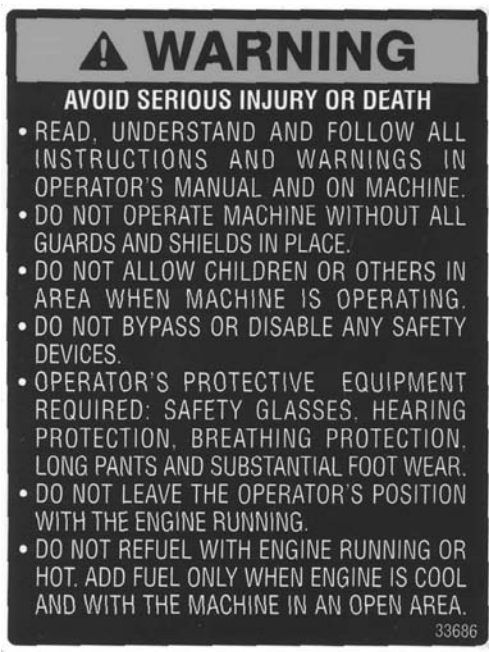 WARNING
AVOID SERIOUS INJURY OR DEATH
• READ, UNDERSTAND AND FOLLOW ALL
INSTRUCTIONS AND WARNINGS IN
OPERATOR'S MANUAL AND ON MACHINE.
• DO NOT OPERATE MACHINE WITHOUT ALL
GUARDS AND SHIELDS IN PLACE.
• DO NOT ALLOW CHILDREN OR OTHERS IN
AREA WHEN MACHINE IS OPERATING.
• DO NOT BYPASS OR DISABLE ANY SAFETY
DEVICES.
• OPERATOR'S PROTECTIVE EQUIPMENT
REQUIRED: SAFETY GLASSES, HEARING
PROTECTION, BREATHING PROTECTION,
LONG PANTS AND SUBSTANTIAL FOOT WEAR.
• DO NOT LEAVE THE OPERATOR'S POSITION
WITH THE ENGINE RUNNING.
• DO NOT REFUEL WITH ENGINE RUNNING OR
HOT. ADD FUEL ONLY WHEN ENGINE IS COOL
AND WITH THE MACHINE IN AN OPEN AREA.
33686